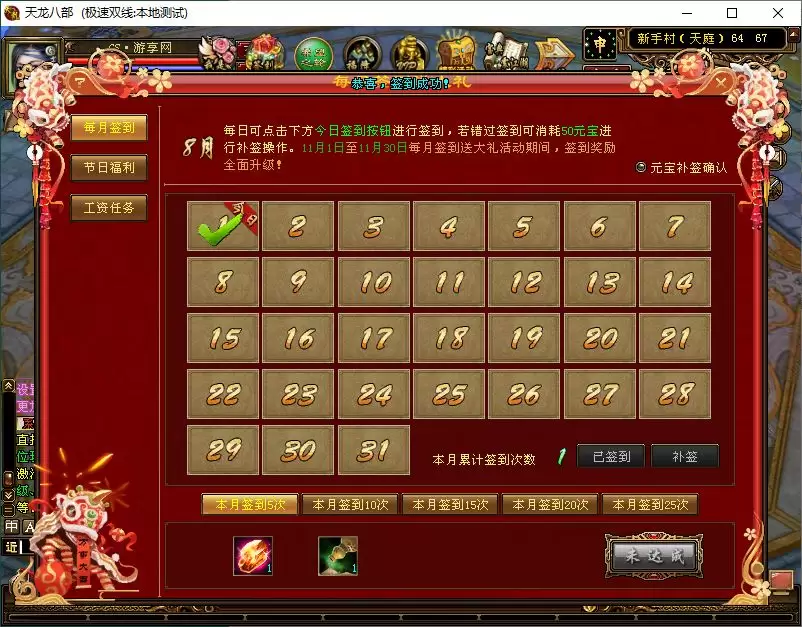 天龙八部 (极速双线:本地测试)
游享网
申
新手村(天庭) 64 67
恭喜,签到成功!
每月签到
节日福利
工资任务
8月
每日可点击下方今日签到按钮进行签到，若错过签到可消耗50元宝进
行补签操作。11月1日至11月30日每月签到送大礼活动期间，签到奖励
全面升级！
元宝补签确认
1 2 3 4 5 6 7
8 9 10 11 12 13 14
15 16 17 18 19 20 21
22 23 24 25 26 27 28
29 30 31
本月累计签到次数 1 已签到 补签
本月签到5次 本月签到10次 本月签到15次 本月签到20次 本月签到25次
1 1
未达成
近